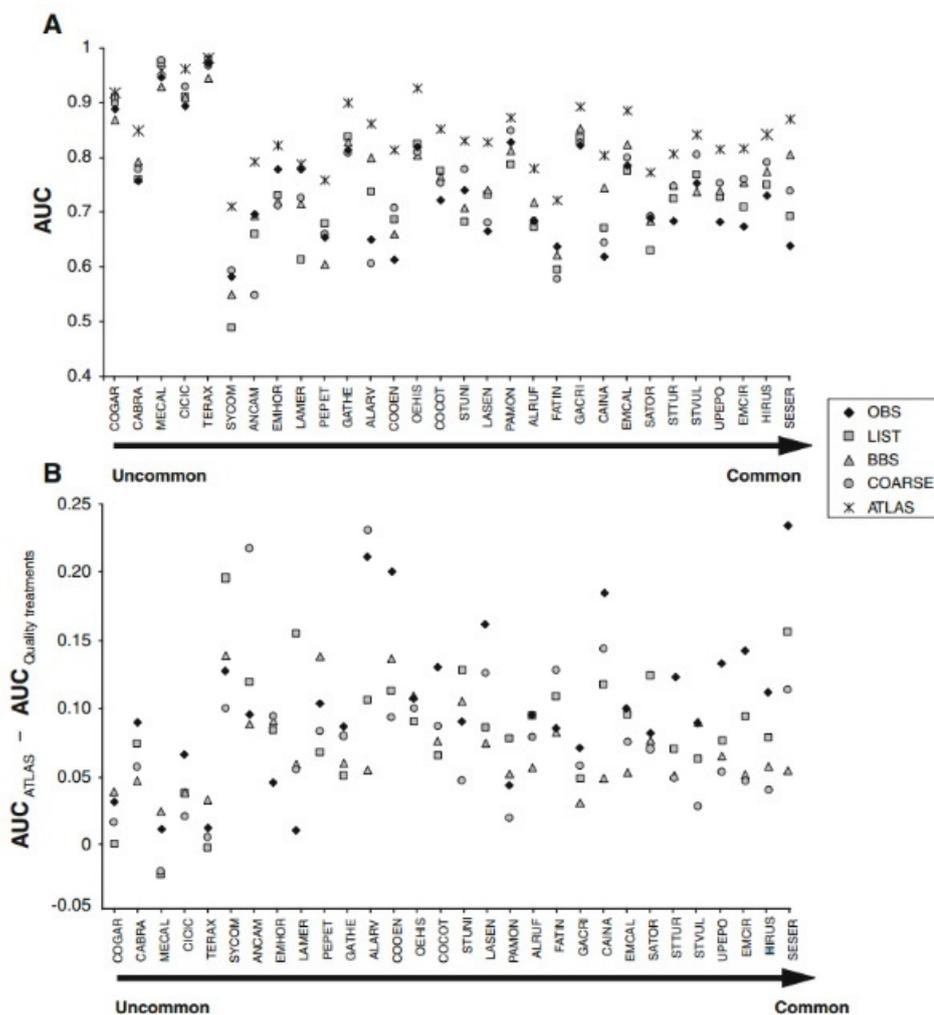 A
AUC
1
0.9
0.8
0.7
0.6
0.5
0.4
COGAR CABRA MECAL CICIC TERAX SYCOM ANCAM EMHOR LAMER PEPET GATHE ALARV COOEN OEHIS COCOT STUNI LASEN PAMON ALRUF FATIN GACRI CAINA EMCAL SATOR STTUR STVUL UPEPO EMCIR HIRUS SESER
Uncommon Common
OBS
LIST
BBS
COARSE
ATLAS
B
AUC ATLAS – AUC Quality treatments
0.25
0.20
0.15
0.10
0.05
0
-0.05
COGAR CABRA MECAL CICIC TERAX SYCOM ANCAM EMHOR LAMER PEPET GATHE ALARV COOEN OEHIS COCOT STUNI LASEN PAMON ALRUF FATIN GACRI CAINA EMCAL SATOR STTUR STVUL UPEPO EMCIR HIRUS SESER
Uncommon Common